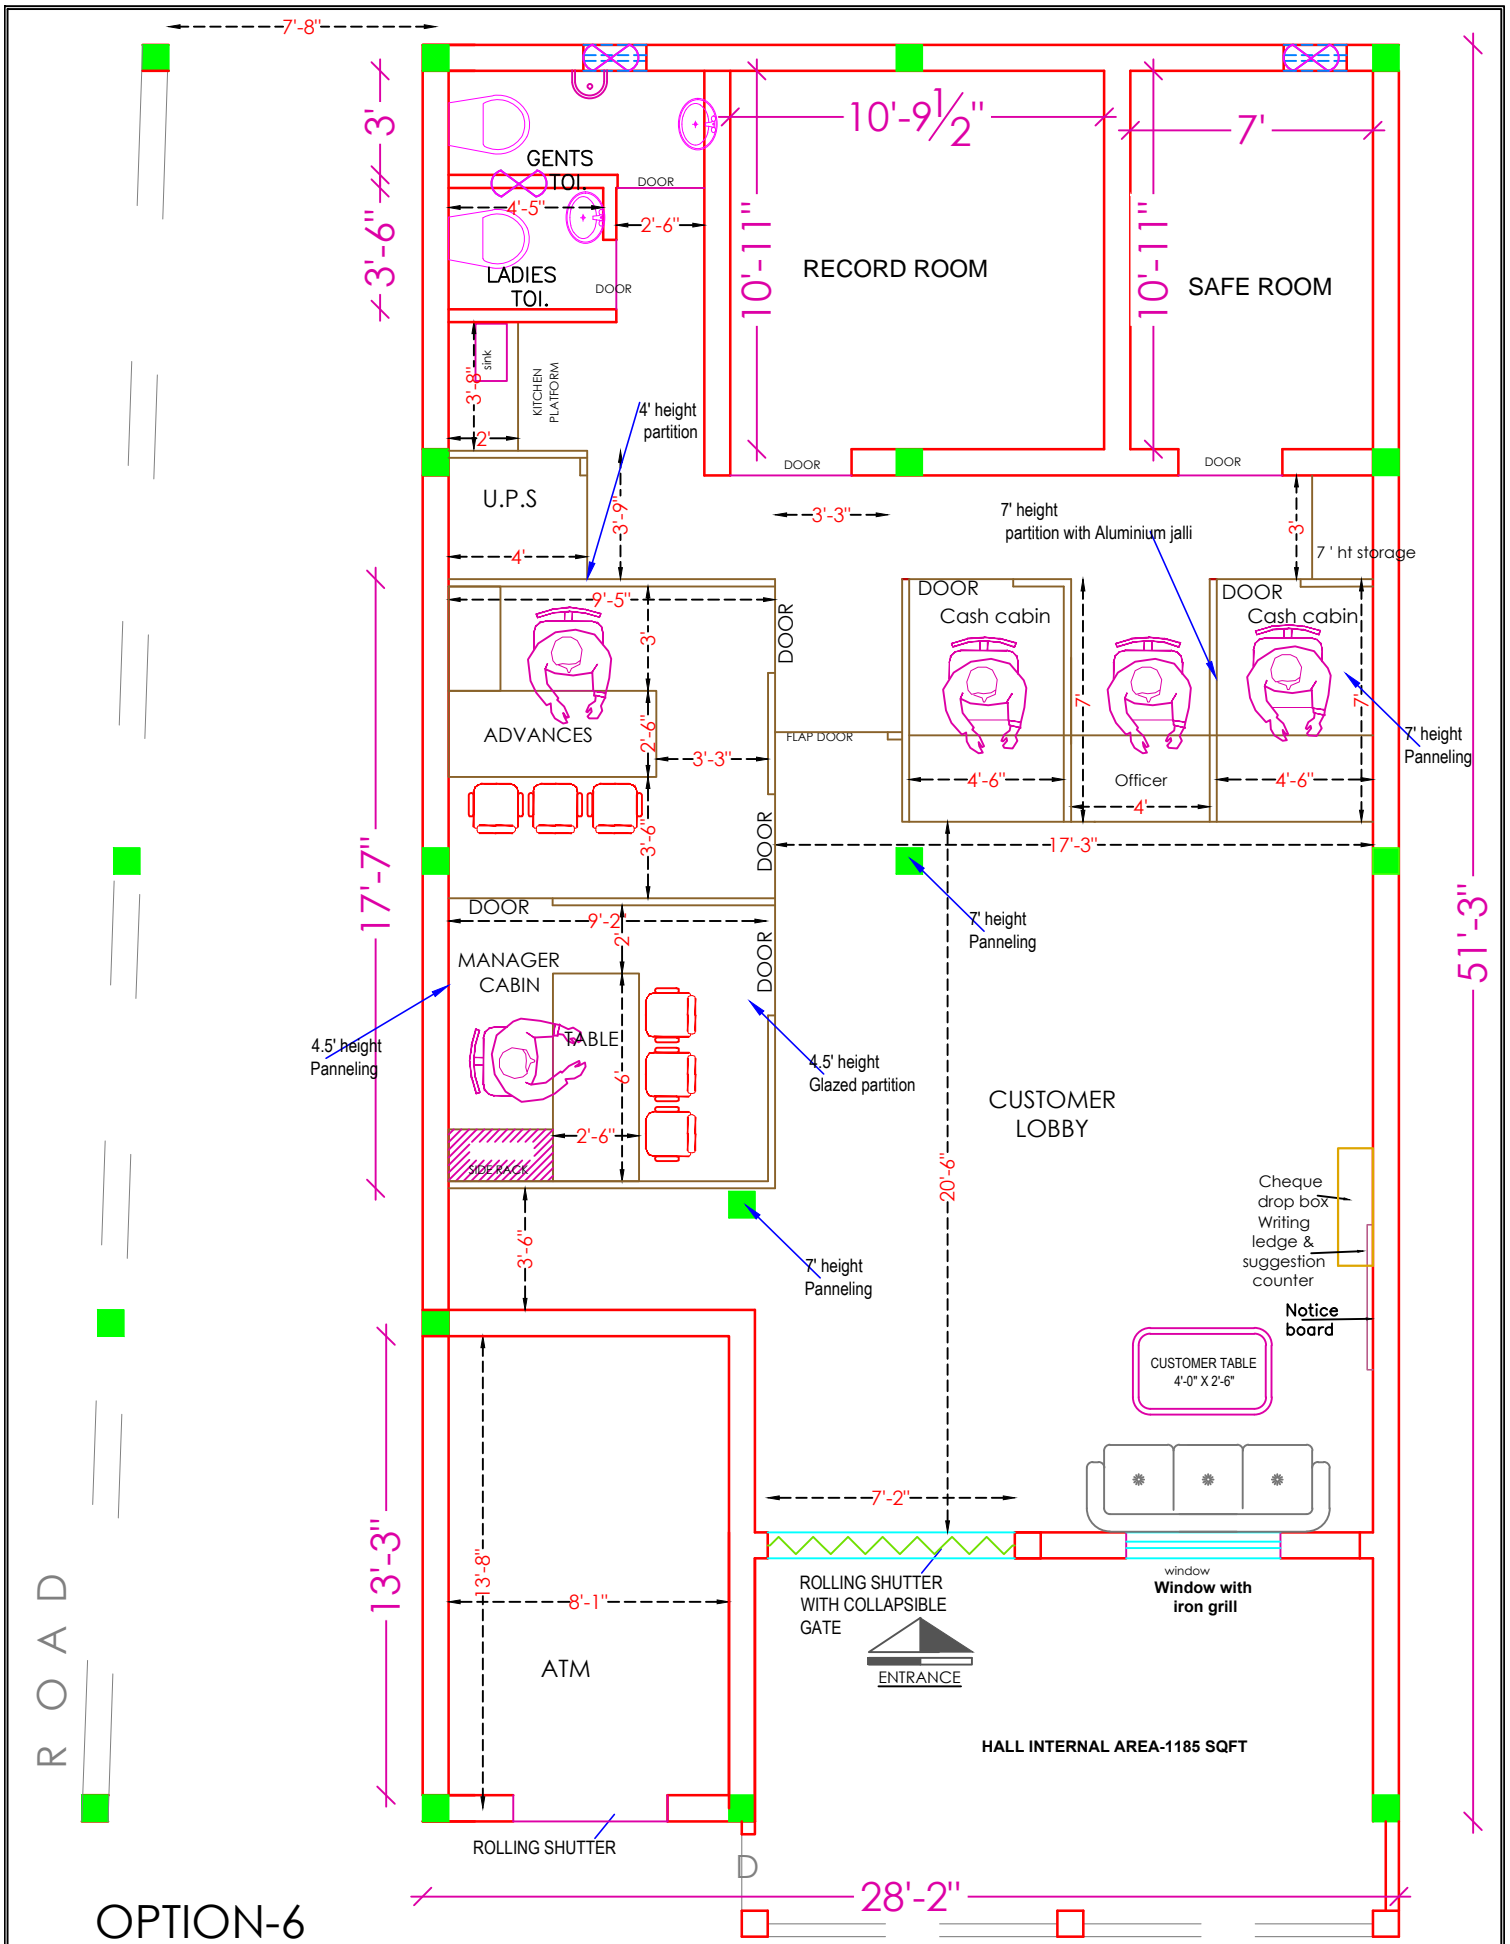 7'-8"
3'
10'-9½"
7'
GENTS
TOI.
DOOR
4'-5"
2'-6"
3'-6"
10'-11"
10'-11"
RECORD ROOM
SAFE ROOM
LADIES
TOI.
DOOR
sink
3'-8"
KITCHEN
PLATFORM
2'
4' height
partition
DOOR
DOOR
U.P.S
3'-9"
3'-3"
7' height
partition with Aluminium jalli
3'
7 ' ht storage
4'
9'-5"
DOOR
DOOR
Cash cabin
DOOR
Cash cabin
3'
ADVANCES
2'-6"
3'-3"
FLAP DOOR
7'
7'
7' height
Panneling
4'-6"
Officer
4'
4'-6"
17'-3"
3'-6"
DOOR
17'-7"
DOOR
9'-2"
2'
DOOR
7' height
Panneling
MANAGER
CABIN
51'-3"
4.5' height
Panneling
TABLE
6'
4.5' height
Glazed partition
2'-6"
SIDE RACK
CUSTOMER
LOBBY
20'-6"
Cheque
drop box
Writing
ledge &
suggestion
counter
Notice
board
3'-6"
7' height
Panneling
CUSTOMER TABLE
4'-0" X 2'-6"
7'-2"
13'-3"
13'-8"
8'-1"
ROLLING SHUTTER
WITH COLLAPSIBLE
GATE
window
Window with
iron grill
ENTRANCE
ATM
ROAD
HALL INTERNAL AREA-1185 SQFT
ROLLING SHUTTER
D
28'-2"
OPTION-6